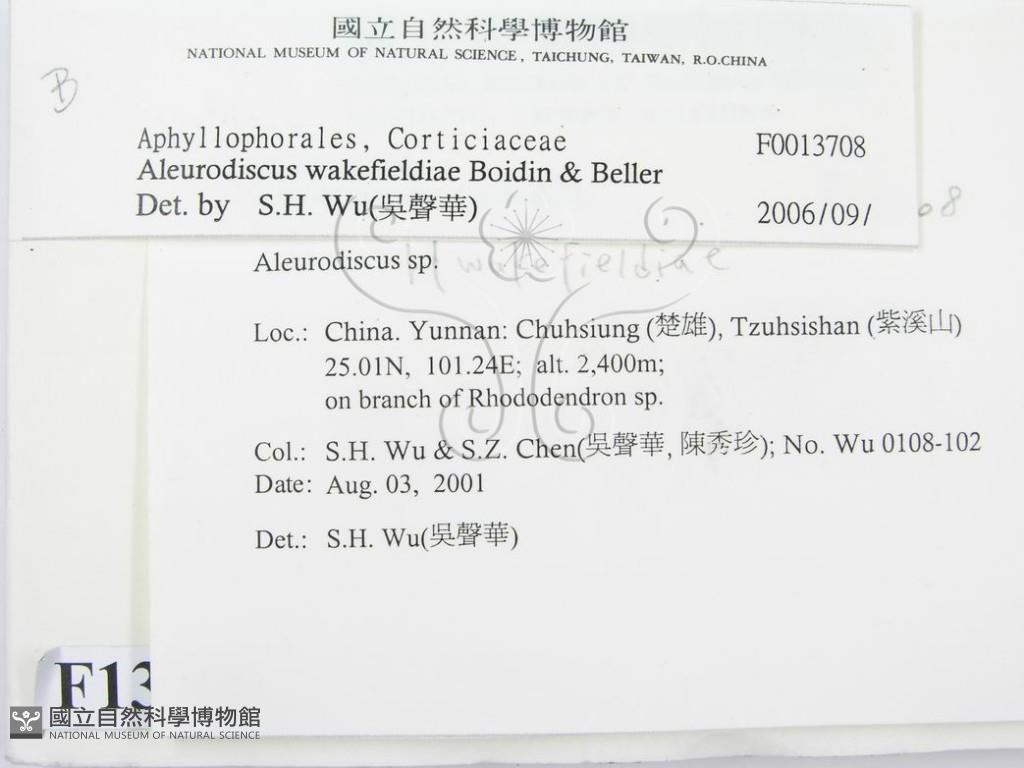 國立自然科學博物館
NATIONAL MUSEUM OF NATURAL SCIENCE, TAICHUNG, TAIWAN, R.O.CHINA
B
Aphyllophorales, Corticiaceae F0013708
Aleurodiscus wakefieldiae Boidin & Beller
Det. by S.H. Wu(吳聲華) 2006/09/ 08
Aleurodiscus sp. wakefieldiae
Loc.: China. Yunnan: Chuhsiung (楚雄), Tzuhsishan (紫溪山)
25.01N, 101.24E; alt. 2,400m;
on branch of Rhododendron sp.
Col.: S.H. Wu & S.Z. Chen(吳聲華, 陳秀珍); No. Wu 0108-102
Date: Aug. 03, 2001
Det.: S.H. Wu(吳聲華)
F13
國立自然科學博物館
NATIONAL MUSEUM OF NATURAL SCIENCE